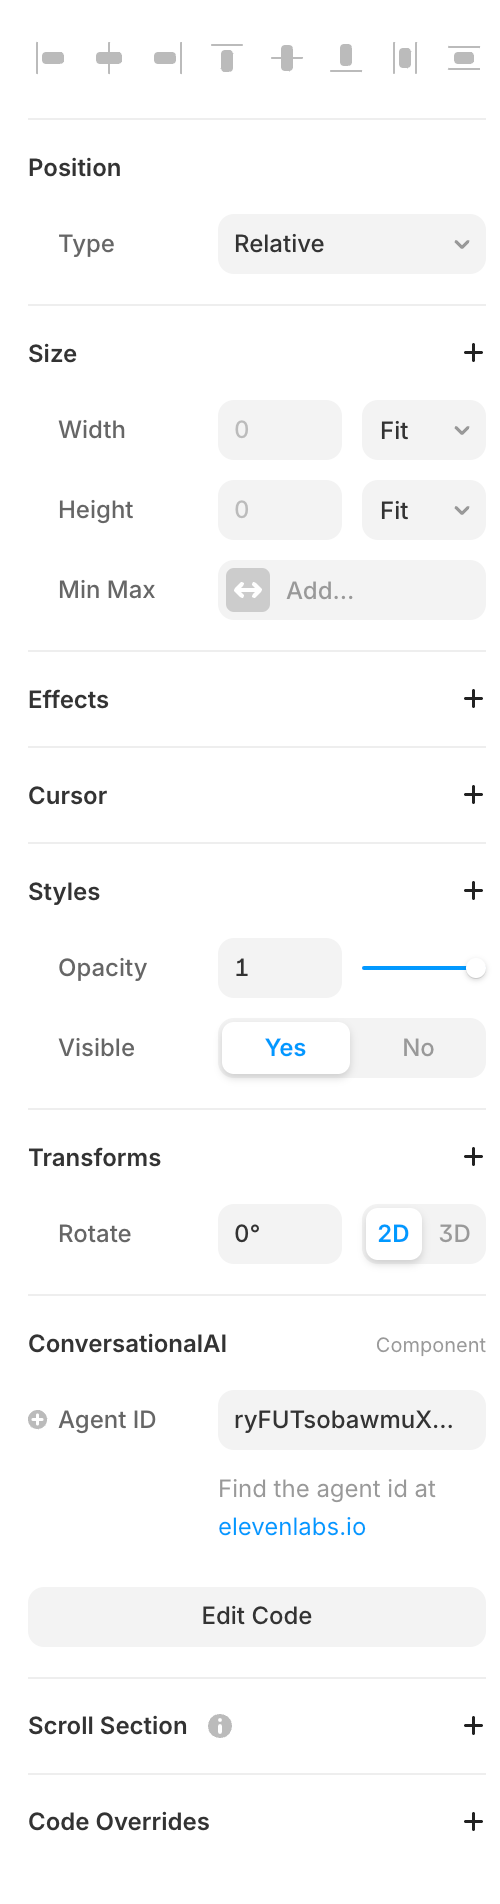 Position
Type Relative
Size
Width 0 Fit
Height 0 Fit
Min Max Add...
Effects
Cursor
Styles
Opacity 1
Visible Yes No
Transforms
Rotate 0° 2D 3D
ConversationalAI Component
Agent ID ryFUTsobawmuX...
Find the agent id at
elevenlabs.io
Edit Code
Scroll Section
Code Overrides